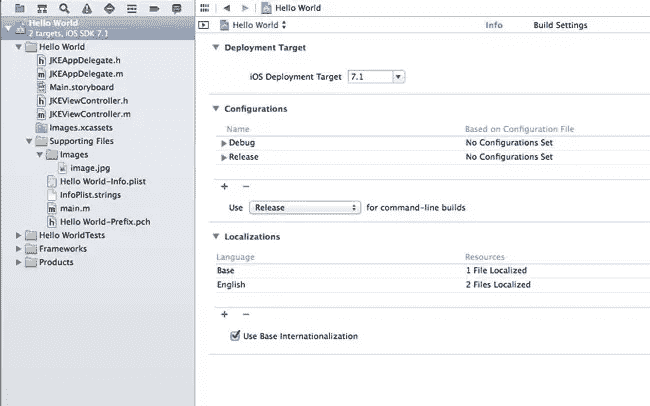 Hello World
2 targets, iOS SDK 7.1
Hello World
h JKEAppDelegate.h
m JKEAppDelegate.m
Main.storyboard
h JKEViewController.h
m JKEViewController.m
Images.xcassets
Supporting Files
Images
image.jpg
Hello World-Info.plist
InfoPlist.strings
m main.m
h Hello World-Prefix.pch
Hello WorldTests
Frameworks
Products
Hello World
Hello World Info Build Settings
Deployment Target
iOS Deployment Target 7.1
Configurations
Name Based on Configuration File
Debug No Configurations Set
Release No Configurations Set
+ −
Use Release for command-line builds
Localizations
Language Resources
Base 1 File Localized
English 2 Files Localized
+ −
Use Base Internationalization